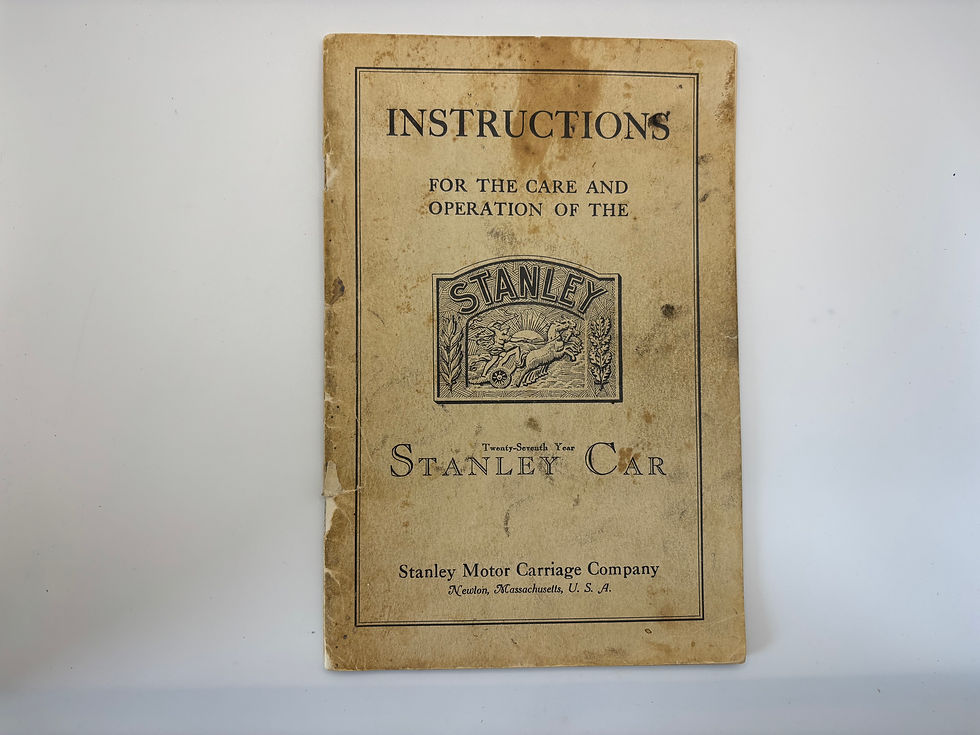 INSTRUCTIONS
FOR THE CARE AND
OPERATION OF THE
STANLEY
Twenty-Seventh Year
STANLEY CAR
Stanley Motor Carriage Company
Newton, Massachusetts, U. S. A.